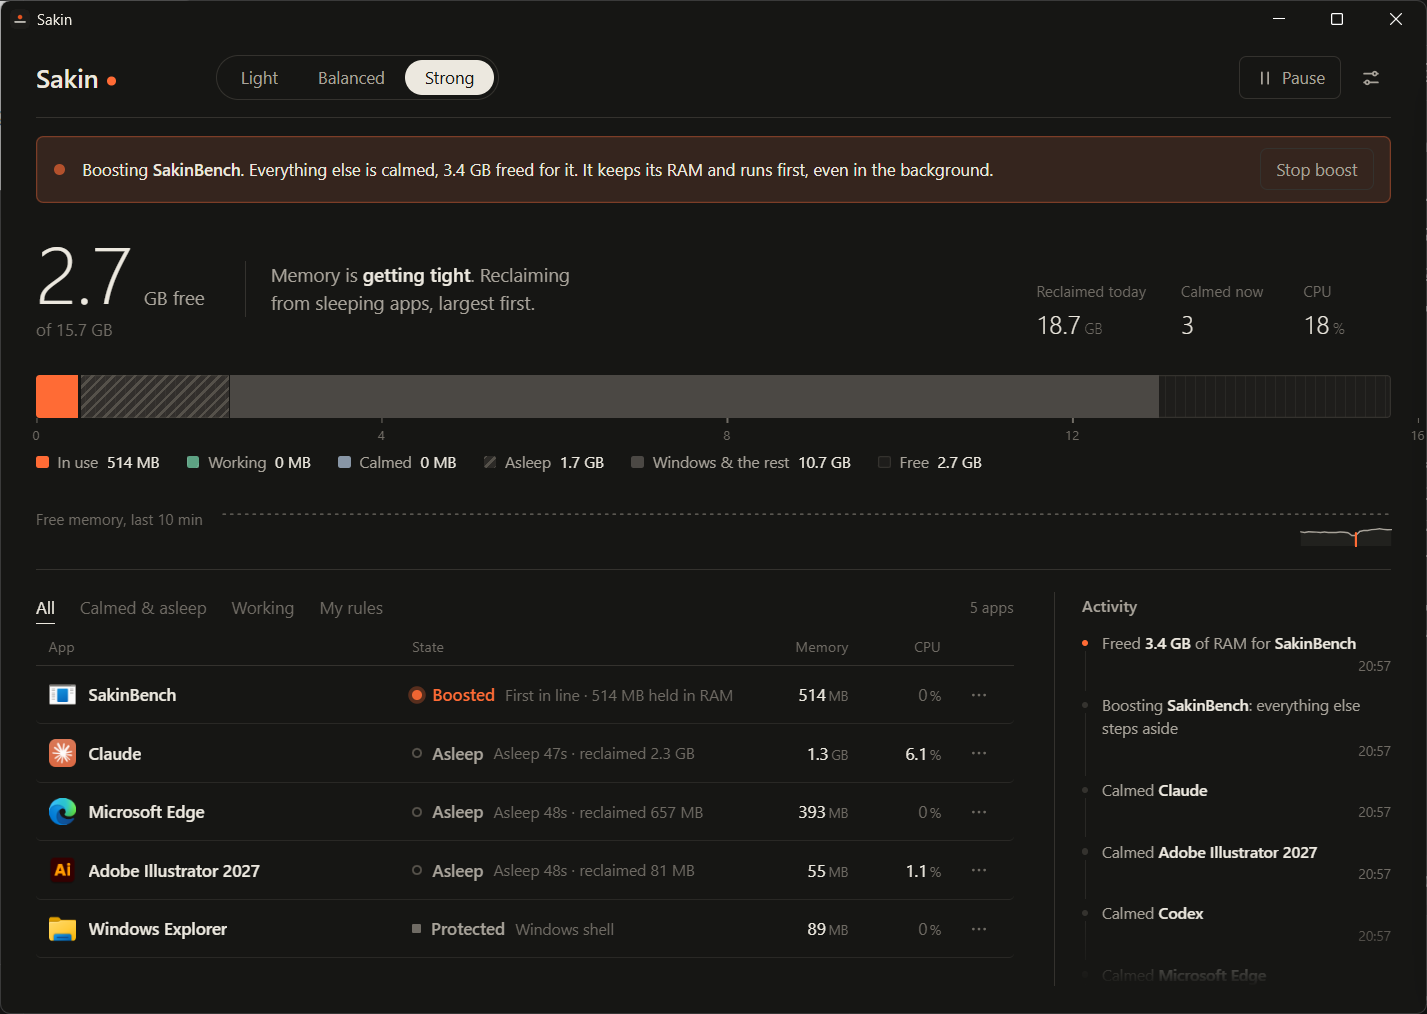 Sakin
Sakin
Light
Balanced
Strong
Pause
Boosting SakinBench. Everything else is calmed, 3.4 GB freed for it. It keeps its RAM and runs first, even in the background.
Stop boost
2.7 GB free
of 15.7 GB
Memory is getting tight. Reclaiming
from sleeping apps, largest first.
Reclaimed today
18.7 GB
Calmed now
3
CPU
18 %
0 4 8 12 16
In use 514 MB
Working 0 MB
Calmed 0 MB
Asleep 1.7 GB
Windows & the rest 10.7 GB
Free 2.7 GB
Free memory, last 10 min
All
Calmed & asleep
Working
My rules
5 apps
App State Memory CPU
SakinBench Boosted First in line · 514 MB held in RAM 514 MB 0 %
Claude Asleep Asleep 47s · reclaimed 2.3 GB 1.3 GB 6.1 %
Microsoft Edge Asleep Asleep 48s · reclaimed 657 MB 393 MB 0 %
Ai Adobe Illustrator 2027 Asleep Asleep 48s · reclaimed 81 MB 55 MB 1.1 %
Windows Explorer Protected Windows shell 89 MB 0 %
Activity
Freed 3.4 GB of RAM for SakinBench
20:57
Boosting SakinBench: everything else
steps aside
20:57
Calmed Claude
20:57
Calmed Adobe Illustrator 2027
20:57
Calmed Codex
20:57
Calmed Microsoft Edge